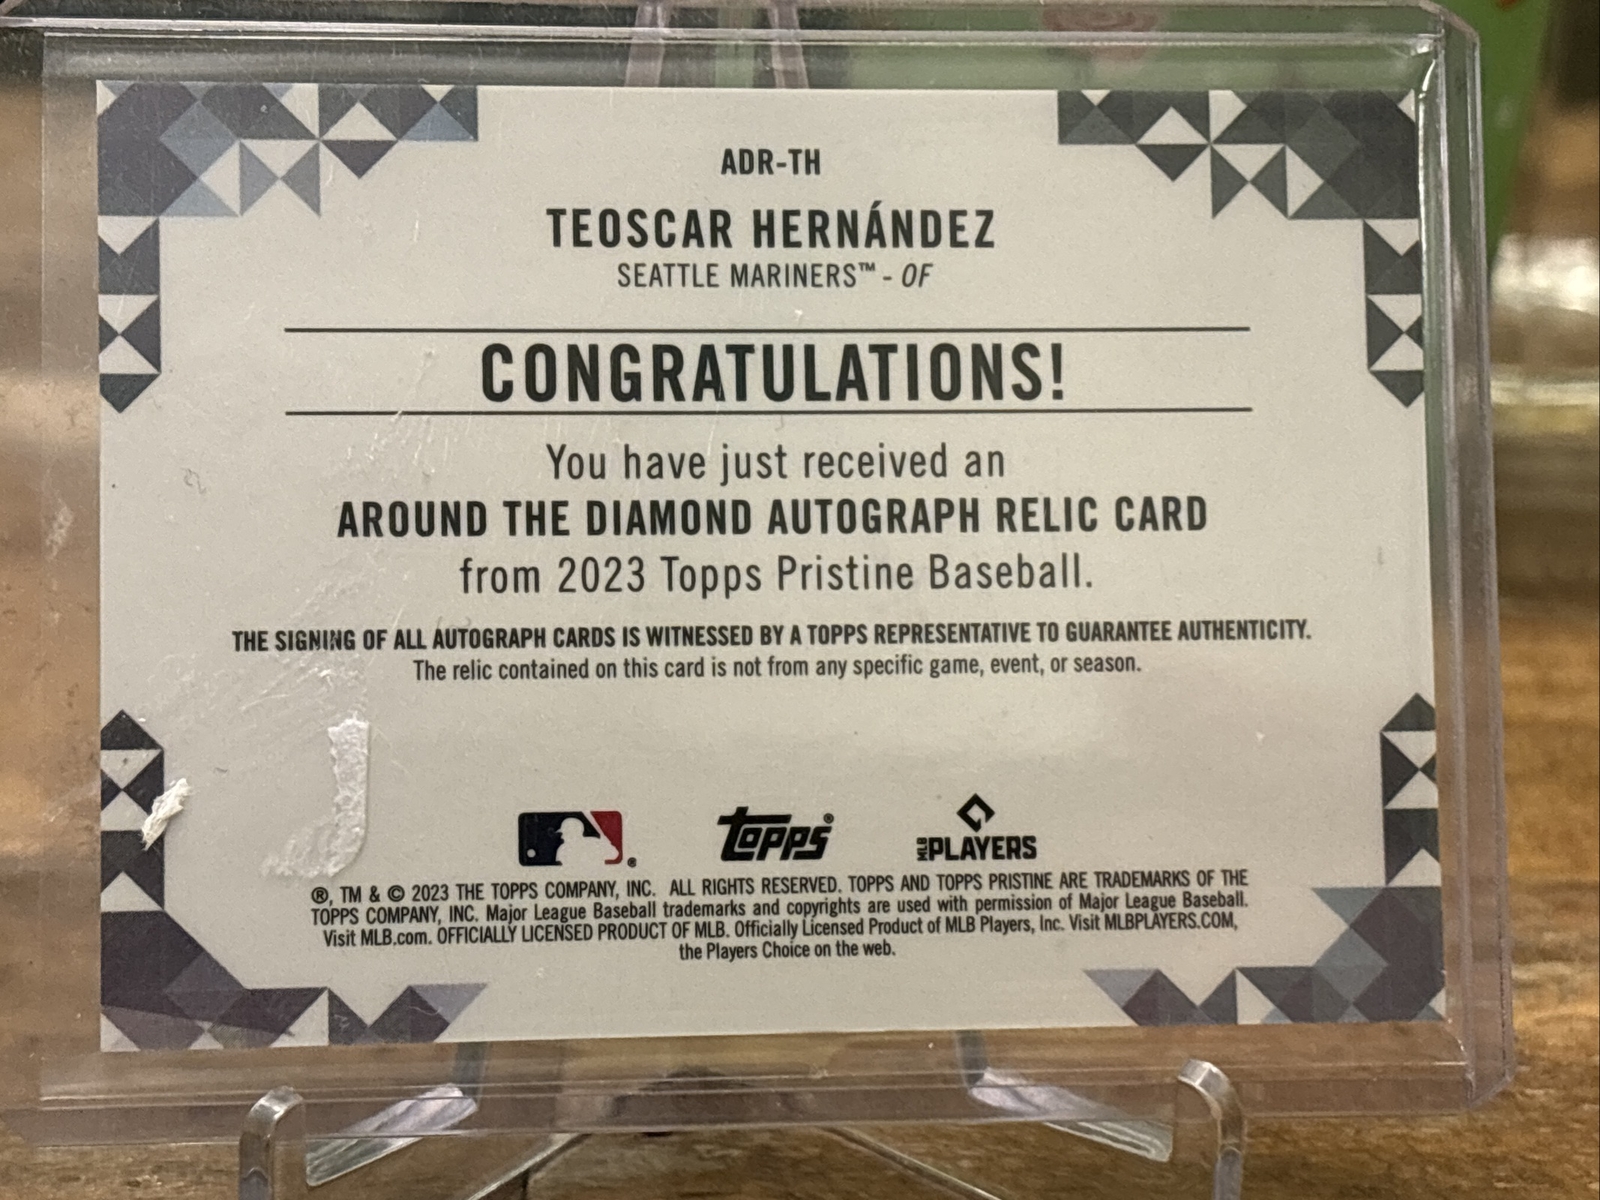 ADR-TH
TEOSCAR HERNÁNDEZ
SEATTLE MARINERS™ - OF
CONGRATULATIONS!
You have just received an
AROUND THE DIAMOND AUTOGRAPH RELIC CARD
from 2023 Topps Pristine Baseball.
THE SIGNING OF ALL AUTOGRAPH CARDS IS WITNESSED BY A TOPPS REPRESENTATIVE TO GUARANTEE AUTHENTICITY.
The relic contained on this card is not from any specific game, event, or season.
® topps® MLB PLAYERS
®, TM & © 2023 THE TOPPS COMPANY, INC. ALL RIGHTS RESERVED. TOPPS AND TOPPS PRISTINE ARE TRADEMARKS OF THE
TOPPS COMPANY, INC. Major League Baseball trademarks and copyrights are used with permission of Major League Baseball.
Visit MLB.com. OFFICIALLY LICENSED PRODUCT OF MLB. Officially Licensed Product of MLB Players, Inc. Visit MLBPLAYERS.COM,
the Players Choice on the web.